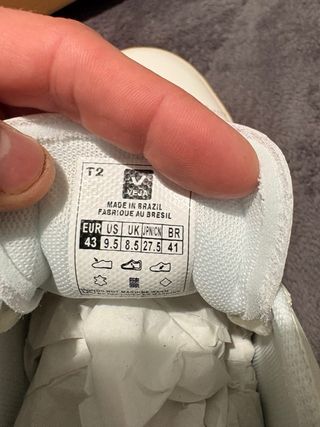 T2
V
VEJA
MADE IN BRAZIL
FABRIQUE AU BRESIL
EUR US UK JPN/CN BR
43 9.5 8.5 27.5 41